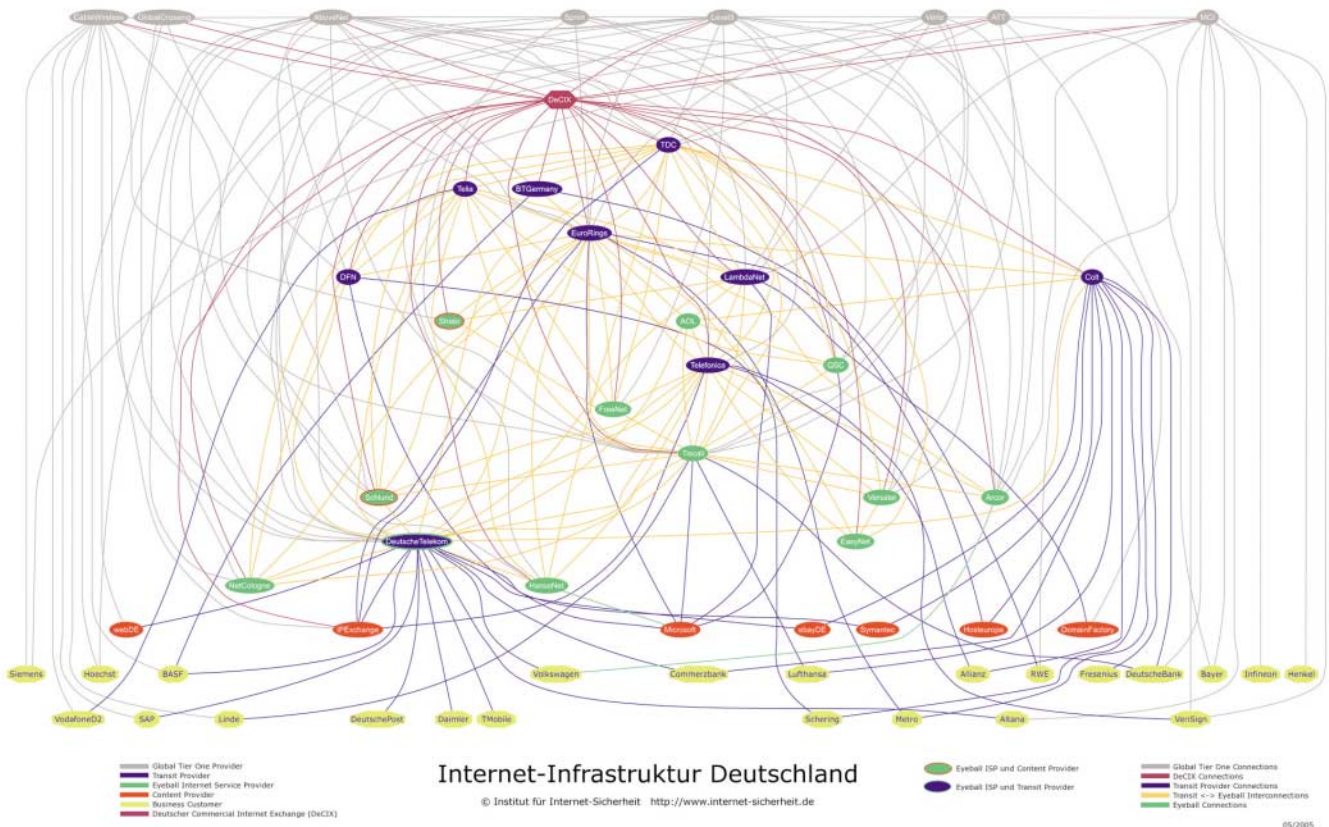 Cable&Wireless GlobalCrossing AboveNet Sprint Level3 Verio ATT MCI
DeCIX
TDC
Telia BTGermany
EuroRings
DFN LambdaNet Colt
Strato AOL
Telefonica QSC
FreeNet
Tiscali
Schlund Versatel Arcor
DeutscheTelekom EasyNet
NetCologne HanseNet
webDE IPExchange Microsoft ebayDE Symantec Hosteurope DomainFactory
Siemens Hoechst BASF Volkswagen Commerzbank Lufthansa Allianz RWE Fresenius DeutscheBank Bayer Infineon Henkel
VodafoneD2 SAP Linde DeutschePost Daimler TMobile Schering Metro Altana VeriSign
Global Tier One Provider
Transit Provider
Eyeball Internet Service Provider
Content Provider
Business Customer
Deutscher Commercial Internet Exchange (DeCIX)
Internet-Infrastruktur Deutschland
© Institut für Internet-Sicherheit http://www.internet-sicherheit.de
Eyeball ISP und Content Provider
Eyeball ISP und Transit Provider
Global Tier One Connections
DeCIX Connections
Transit Provider Connections
Transit <-> Eyeball Interconnections
Eyeball Connections
05/2005